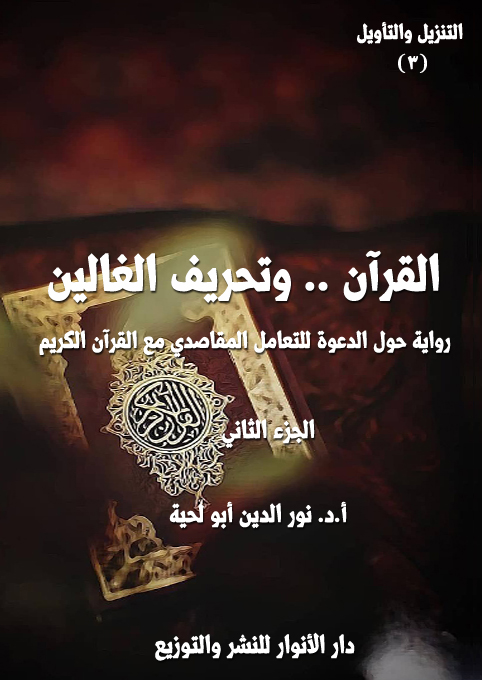 التنزيل والتأويل
(٣)
القرآن .. وتحريف الغالين
رواية حول الدعوة للتعامل المقاصدي مع القرآن الكريم
الجزء الثاني
أ.د. نور الدين أبو لحية
دار الأنوار للنشر والتوزيع